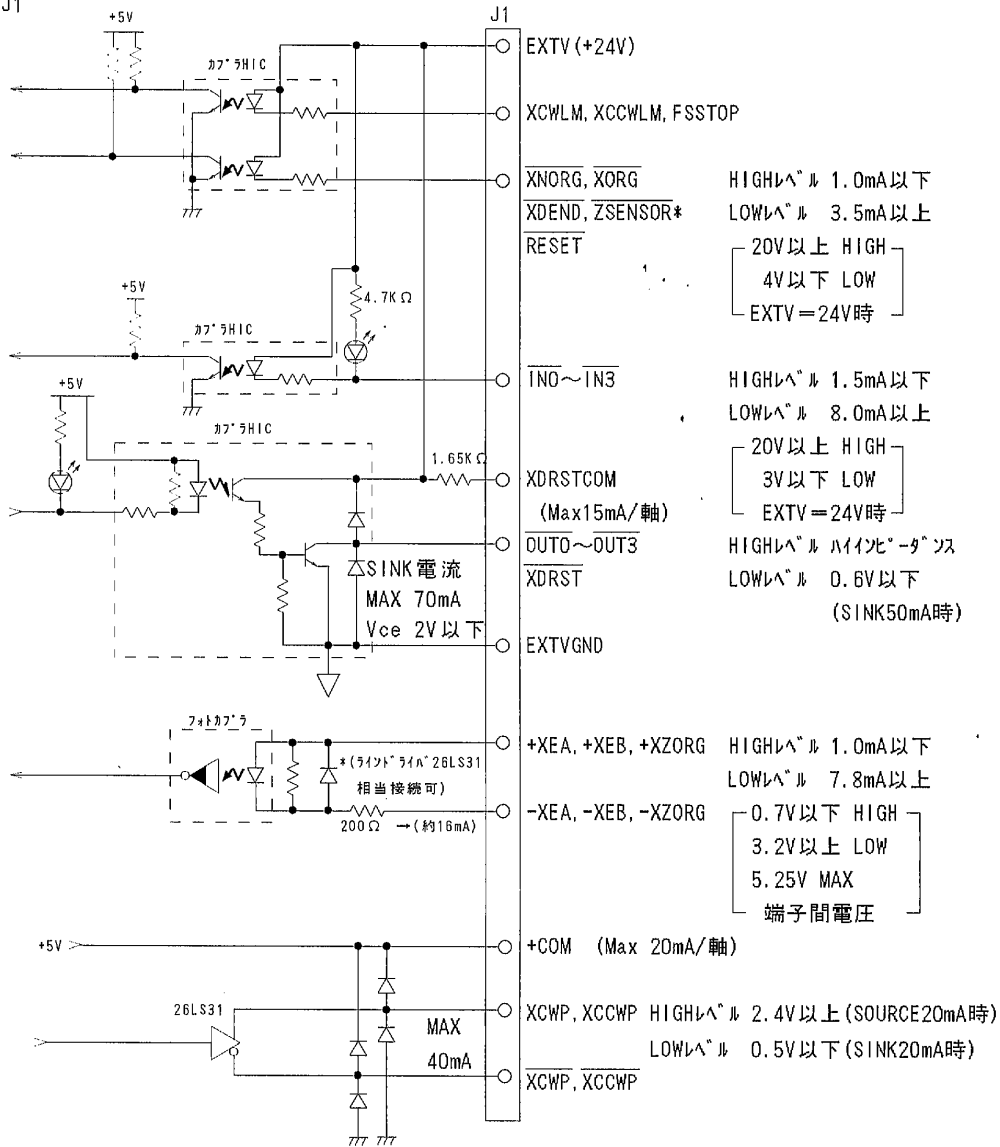 J1
+5V
J1
EXTV(+24V)
カプラHIC
XCWLM, XCCWLM, FSSTOP
XNORG, XORG HIGHレベル 1.0mA以下
XDEND, ZSENSOR* LOWレベル 3.5mA以上
RESET 20V以上 HIGH
4V以下 LOW
EXTV=24V時
+5V
4.7KΩ
カプラHIC
IN0~IN3 HIGHレベル 1.5mA以下
LOWレベル 8.0mA以上
+5V
カプラHIC
20V以上 HIGH
3V以下 LOW
EXTV=24V時
1.65KΩ
XDRSTCOM
(Max15mA/軸)
OUT0~OUT3 HIGHレベル ハイインピーダンス
XDRST LOWレベル 0.6V以下
(SINK50mA時)
SINK電流
MAX 70mA
Vce 2V以下
EXTVGND
フォトカプラ
+XEA, +XEB, +XZORG HIGHレベル 1.0mA以下
LOWレベル 7.8mA以上
*(ラインドライバ26LS31
相当接続可)
200Ω →(約16mA)
-XEA, -XEB, -XZORG 0.7V以下 HIGH
3.2V以上 LOW
5.25V MAX
端子間電圧
+5V
+COM (Max 20mA/軸)
26LS31
XCWP, XCCWP HIGHレベル 2.4V以上(SOURCE20mA時)
LOWレベル 0.5V以下(SINK20mA時)
MAX
40mA
XCWP, XCCWP